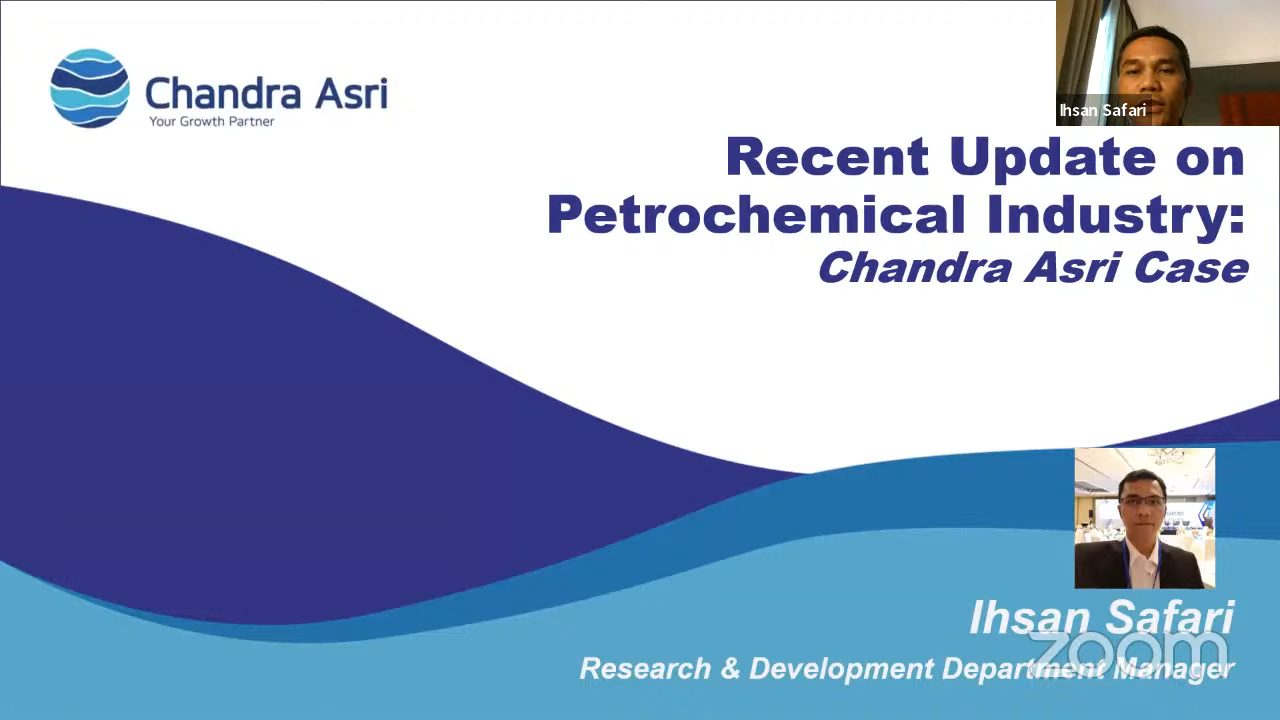 Chandra Asri
Your Growth Partner
Ihsan Safari
Recent Update on
Petrochemical Industry:
Chandra Asri Case
Ihsan Safari
zoom
Research & Development Department Manager